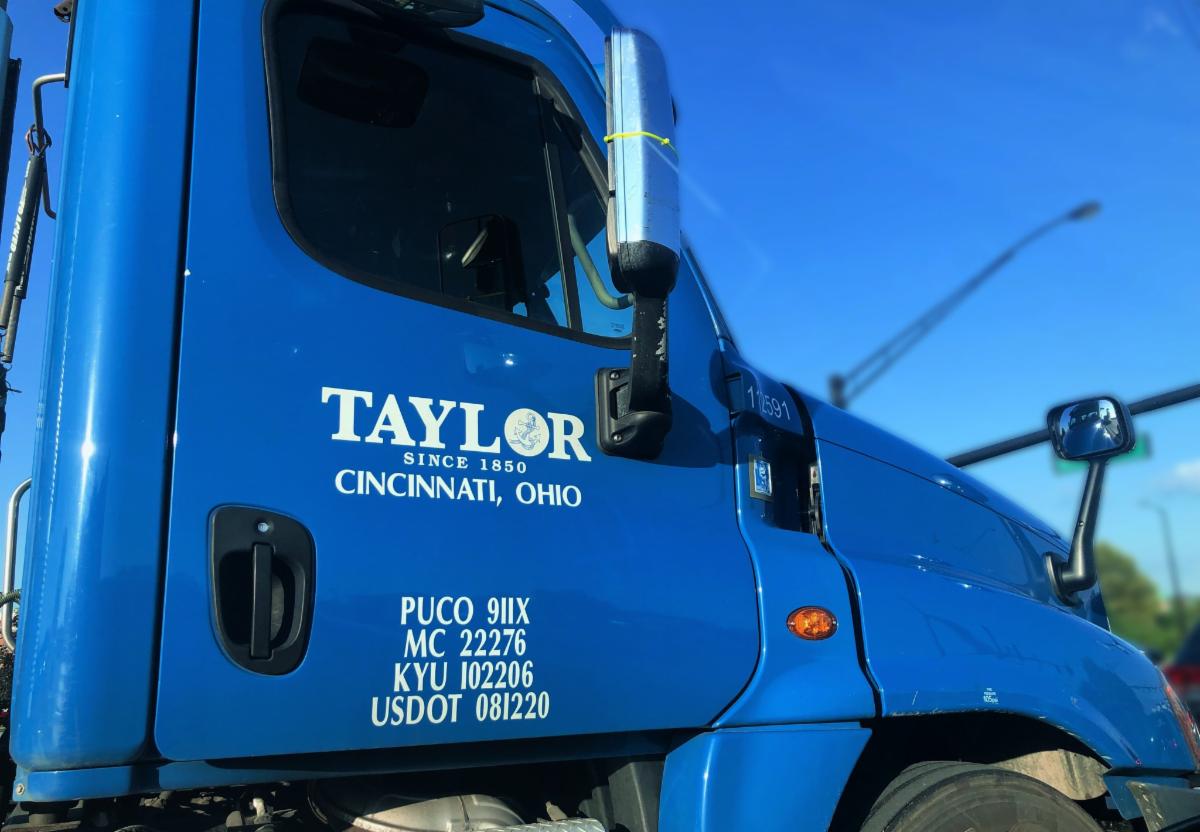 112591
TAYLOR
SINCE 1850
CINCINNATI, OHIO
PUCO 911X
MC 22276
KYU 102206
USDOT 081220